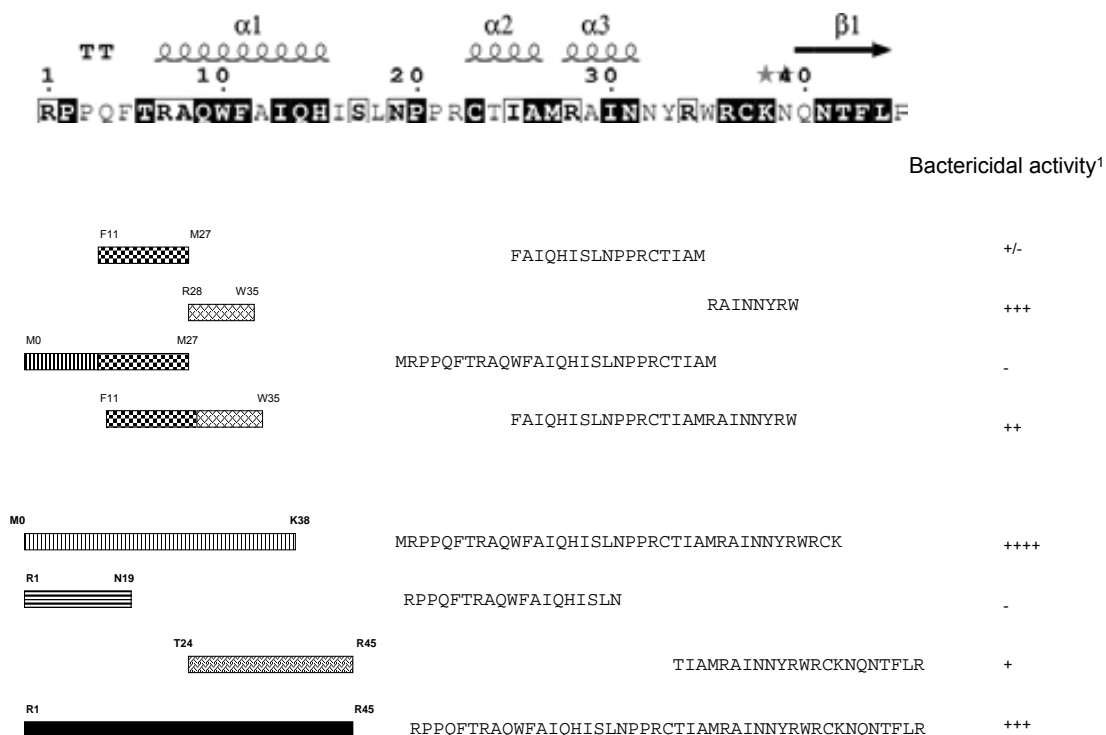 α1 α2 α3 β1
TT
1 10 20 30 ★40
RPPQFTRAQWFAIQHISLNPPRCTIAMRAINNYRWRCKNQNTFLR
Bactericidal activity1
F11 M27
FAIQHISLNPPRCTIAM +/-
R28 W35
RAINNYRW +++
M0 M27
MRPPQFTRAQWFAIQHISLNPPRCTIAM -
F11 W35
FAIQHISLNPPRCTIAMRAINNYRW ++
M0 K38
MRPPQFTRAQWFAIQHISLNPPRCTIAMRAINNYRWRCK ++++
R1 N19
RPPQFTRAQWFAIQHISLN -
T24 R45
TIAMRAINNYRWRCKNQNTFLR +
R1 R45
RPPQFTRAQWFAIQHISLNPPRCTIAMRAINNYRWRCKNQNTFLR +++